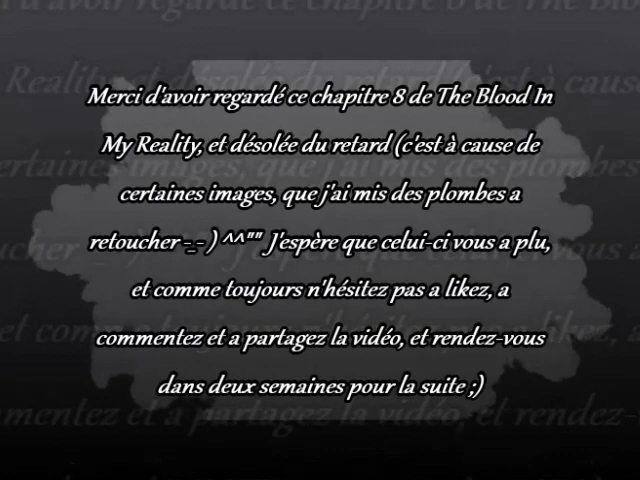 Merci d'avoir regardé ce chapitre 8 de The Blood In
My Reality, et désolée du retard (c'est à cause de
certaines images, que j'ai mis des plombes a
retoucher -_- ) ^^"" J'espère que celui-ci vous a plu,
et comme toujours n'hésitez pas a likez, a
commentez et a partagez la vidéo, et rendez-vous
dans deux semaines pour la suite ;)